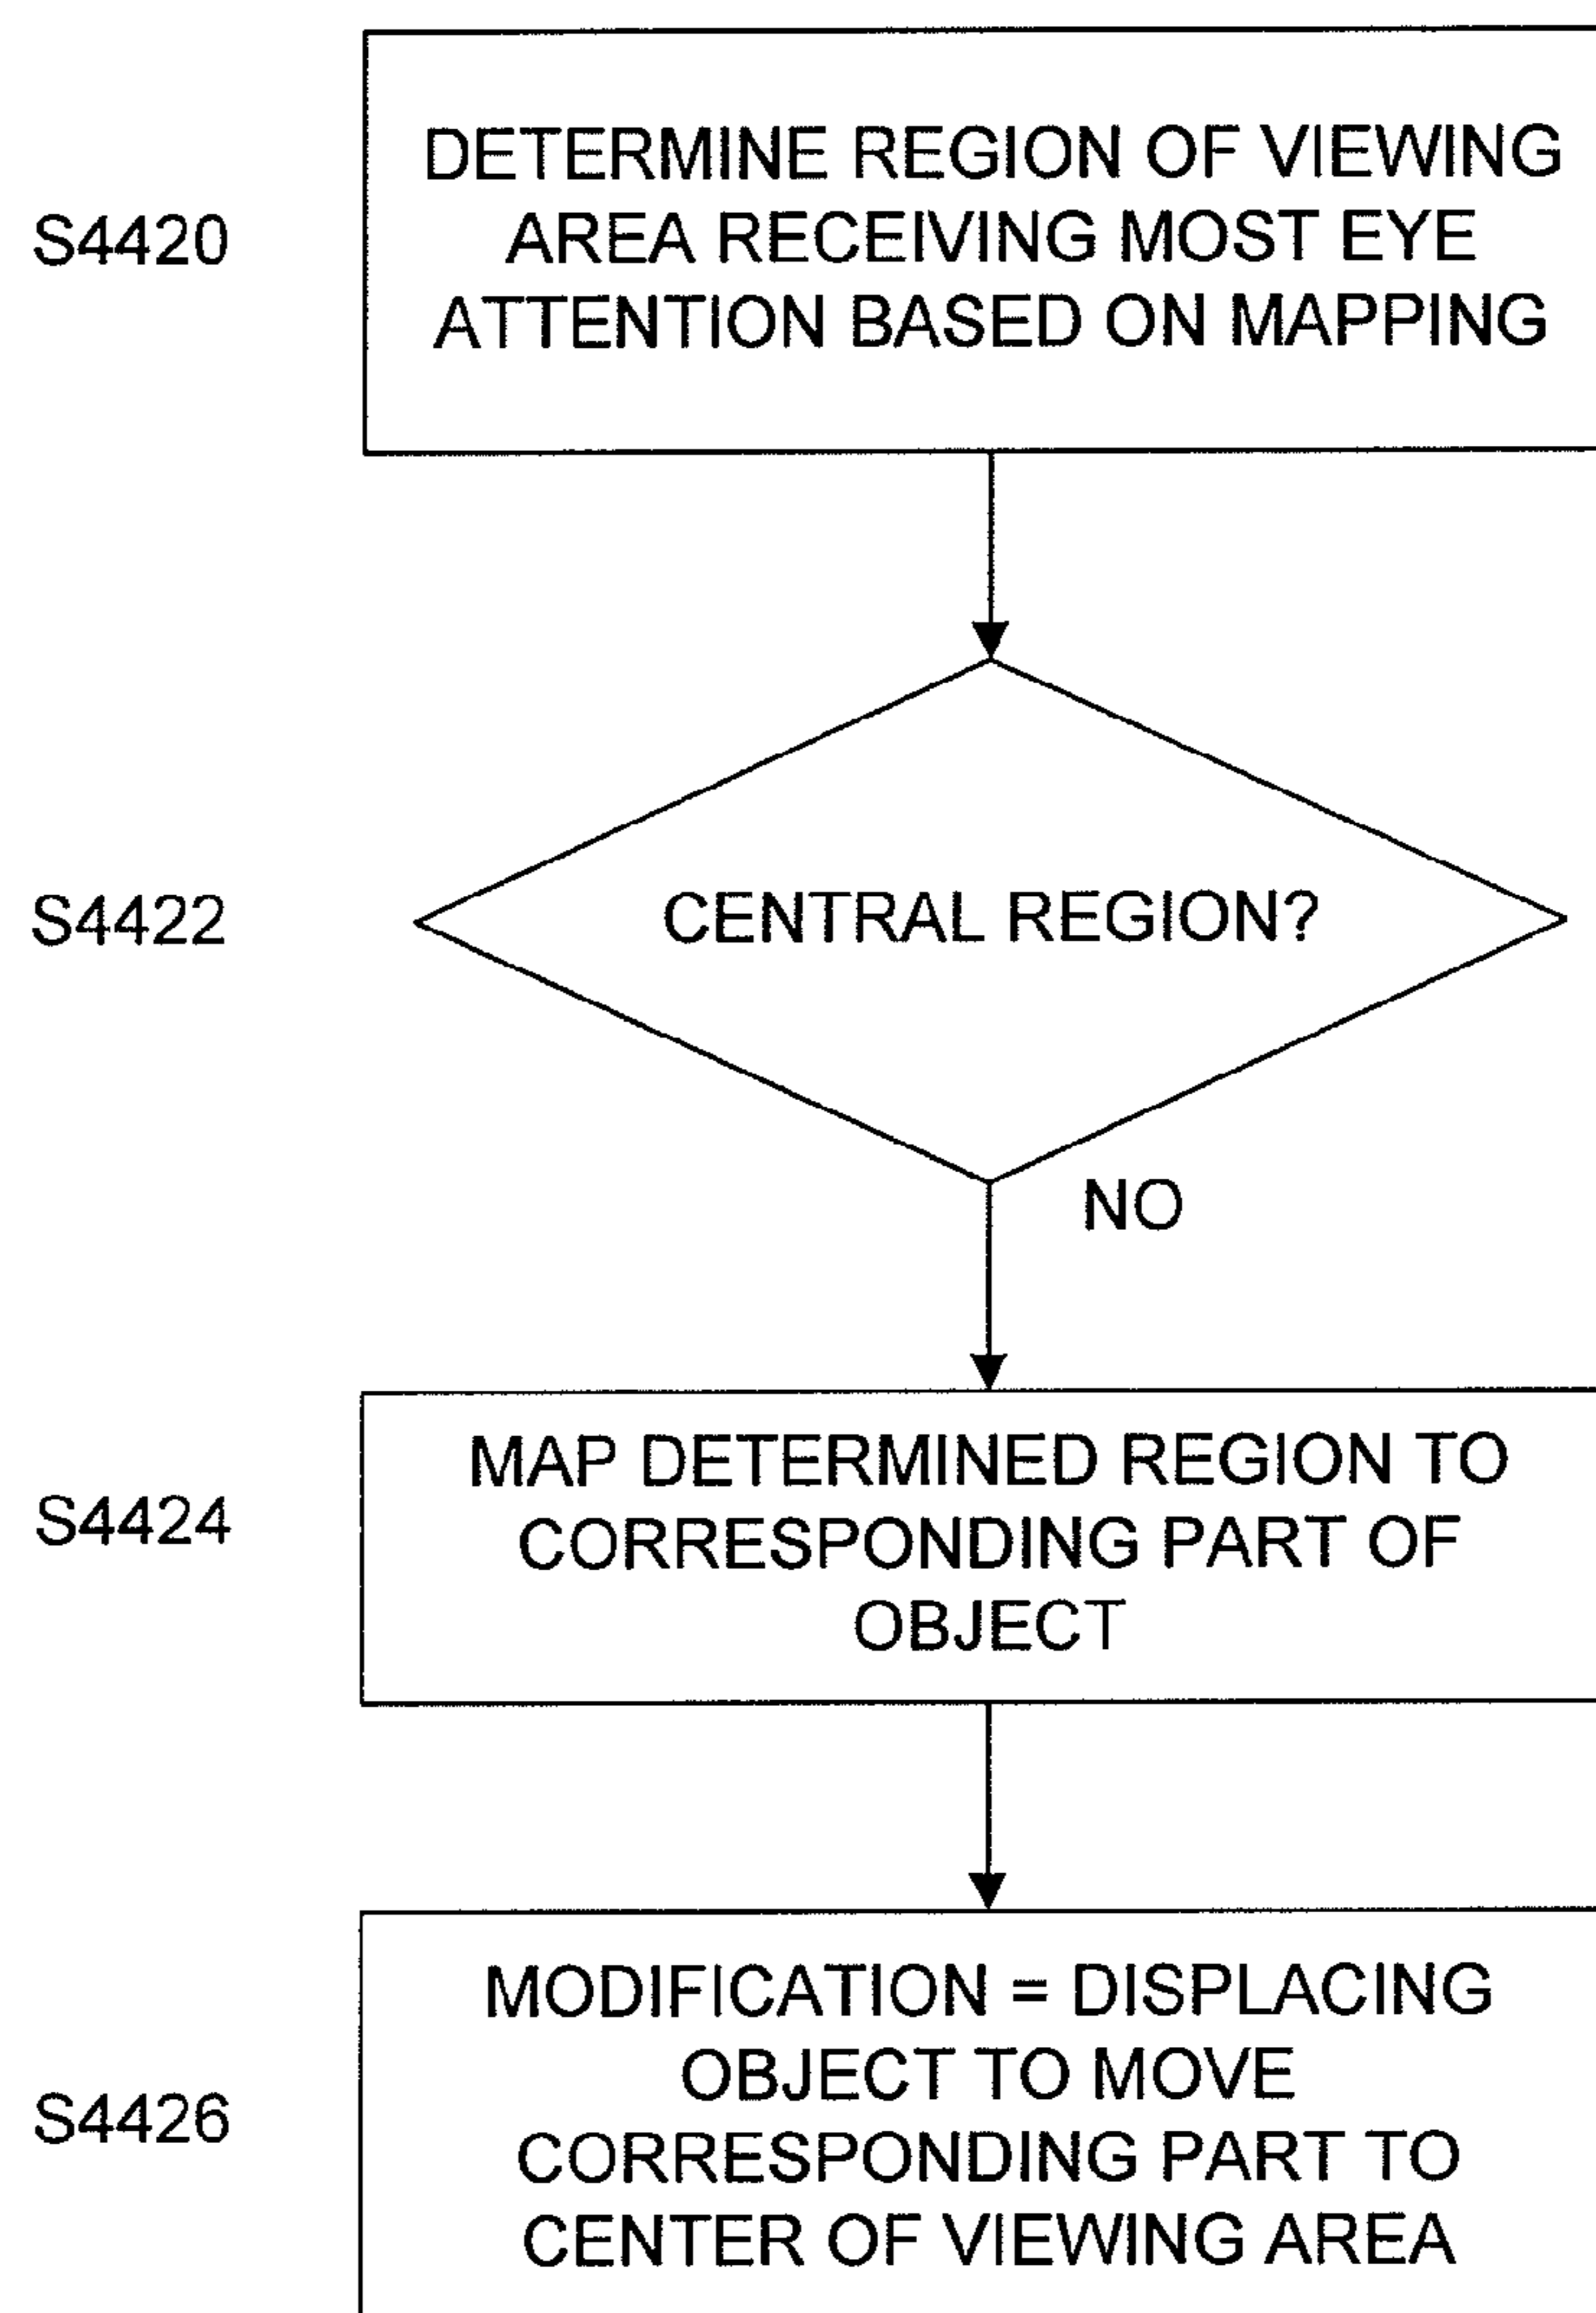 S4420
DETERMINE REGION OF VIEWING
AREA RECEIVING MOST EYE
ATTENTION BASED ON MAPPING
S4422
CENTRAL REGION?
NO
S4424
MAP DETERMINED REGION TO
CORRESPONDING PART OF
OBJECT
S4426
MODIFICATION = DISPLACING
OBJECT TO MOVE
CORRESPONDING PART TO
CENTER OF VIEWING AREA